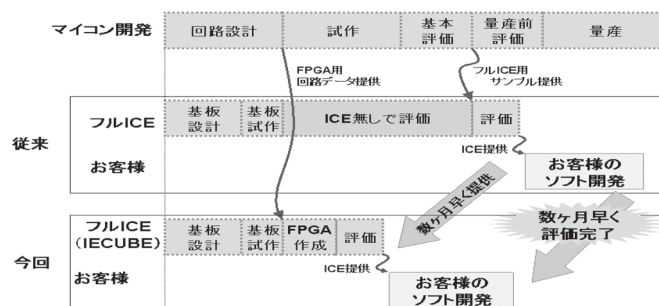 マイコン開発
回路設計
試作
基本
評価
量産前
評価
量産
FPGA用
回路データ提供
フルICE用
サンプル提供
従来
フルICE
基板
設計
基板
試作
ICE無しで評価
評価
ICE提供
お客様
お客様の
ソフト開発
数ヶ月早く提供
数ヶ月早く
評価完了
今回
フルICE
(IECUBE)
基板
設計
基板
試作
FPGA
作成
評価
ICE提供
お客様
お客様の
ソフト開発